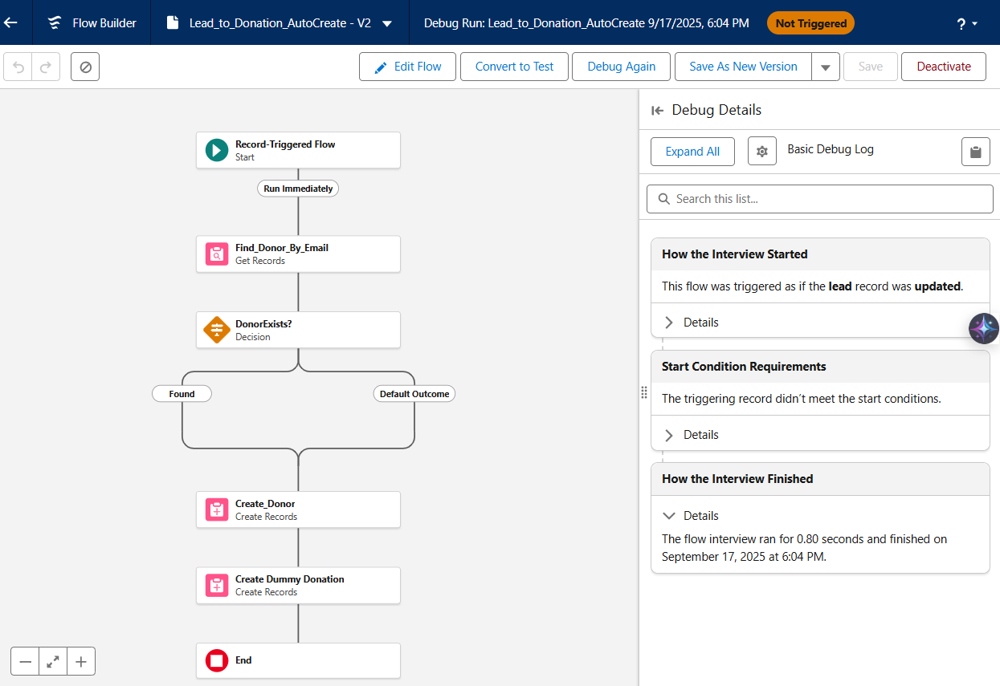 Flow Builder
Lead_to_Donation_AutoCreate - V2
Debug Run: Lead_to_Donation_AutoCreate 9/17/2025, 6:04 PM
Not Triggered
?
Edit Flow
Convert to Test
Debug Again
Save As New Version
Save
Deactivate
Record-Triggered Flow
Start
Run Immediately
Find_Donor_By_Email
Get Records
DonorExists?
Decision
Found
Default Outcome
Create_Donor
Create Records
Create Dummy Donation
Create Records
End
Debug Details
Expand All
Basic Debug Log
Search this list...
How the Interview Started
This flow was triggered as if the lead record was updated.
Details
Start Condition Requirements
The triggering record didn’t meet the start conditions.
Details
How the Interview Finished
Details
The flow interview ran for 0.80 seconds and finished on
September 17, 2025 at 6:04 PM.